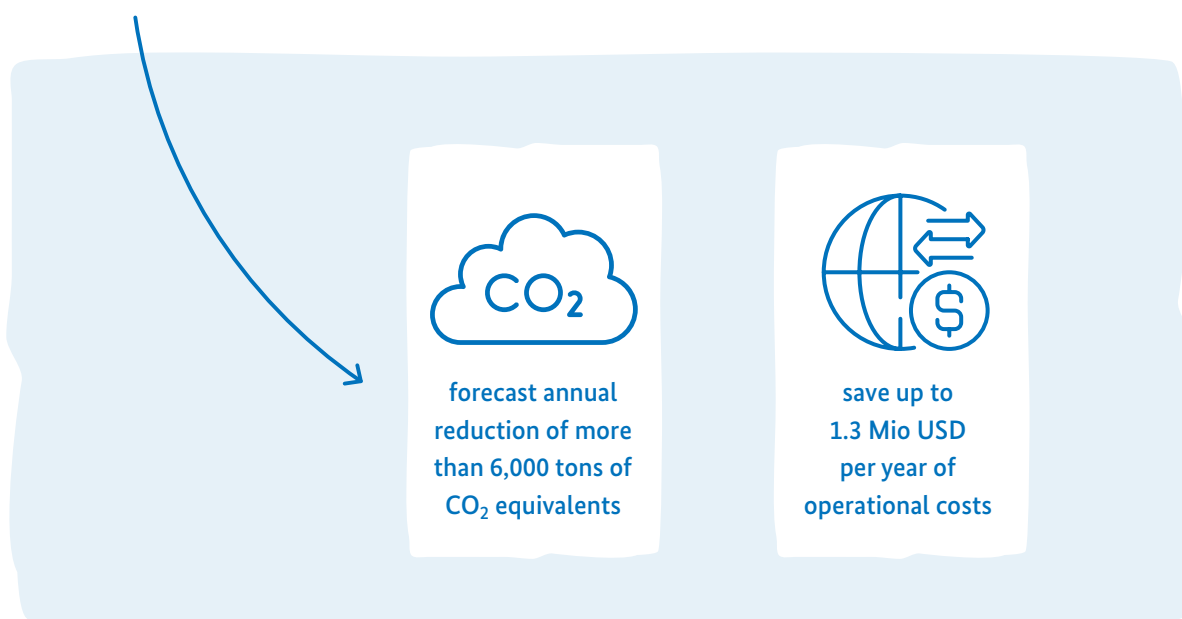 CO₂
forecast annual
reduction of more
than 6,000 tons of
CO₂ equivalents
$
save up to
1.3 Mio USD
per year of
operational costs